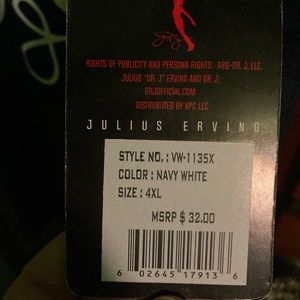 Dr. J
RIGHTS OF PUBLICITY AND PERSONA RIGHTS: ABG-DR. J, LLC.
JULIUS "DR. J" ERVING AND DR. J;
DRJOFFICIAL.COM
DISTRIBUTED BY XPC LLC
JULIUS ERVING
STYLE NO. : VW-1135X
COLOR : NAVY WHITE
SIZE : 4XL
MSRP $ 32.00
6 02645 17913 6